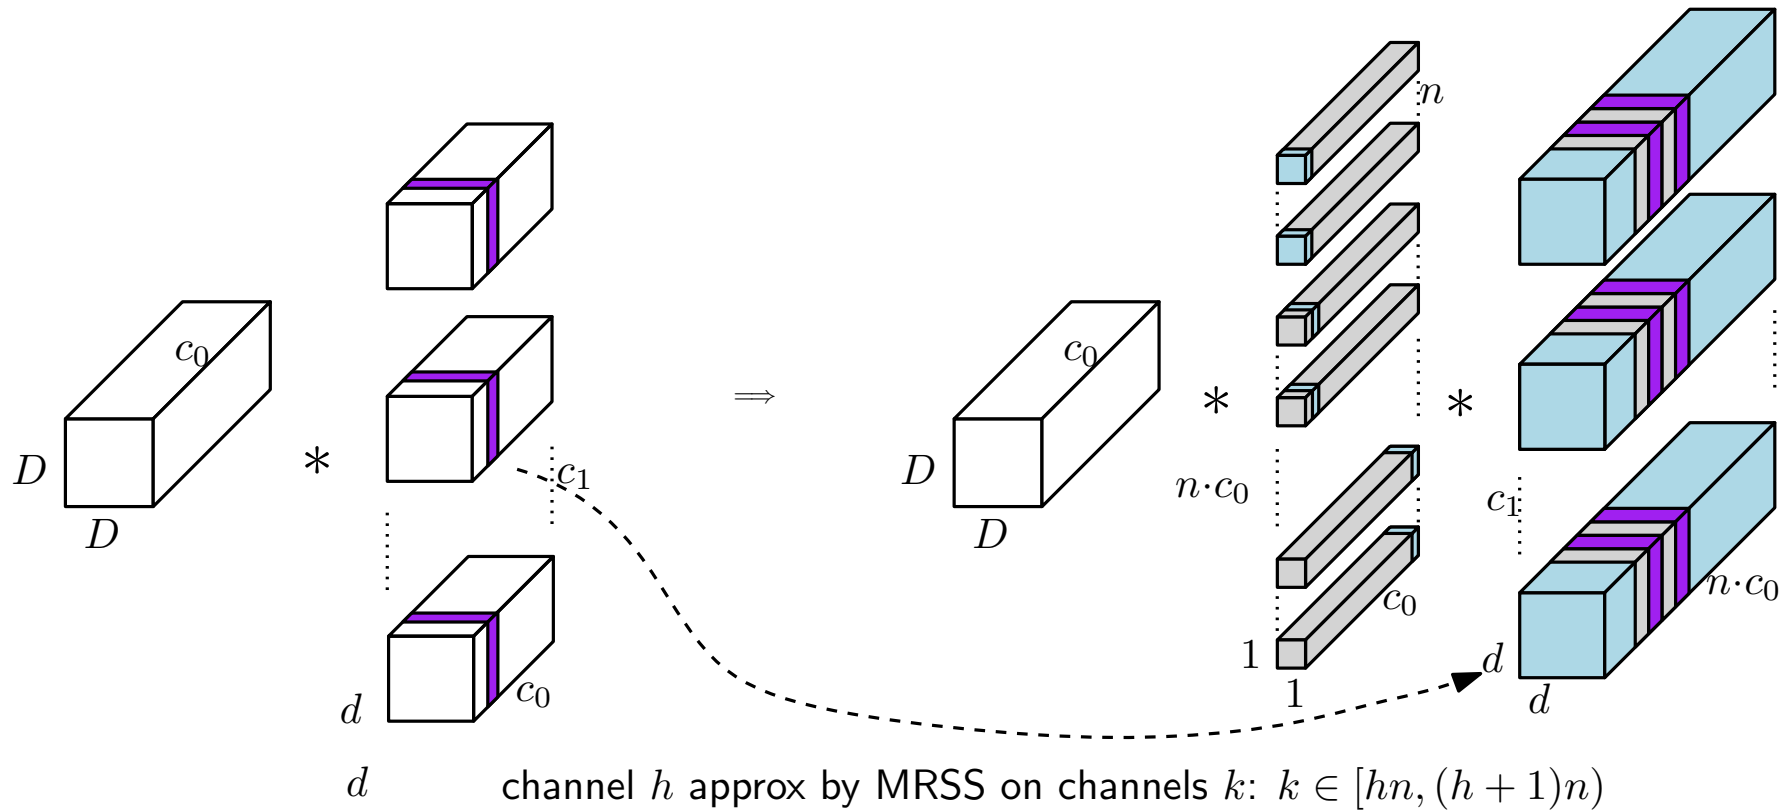 n
c₀
c₀
⟹
*
*
D
*
D
c₁
n·c₀
c₁
D
D
n·c₀
c₀
1
d
d
c₀
1
d
d
channel h approx by MRSS on channels k: k ∈ [hn, (h + 1)n)